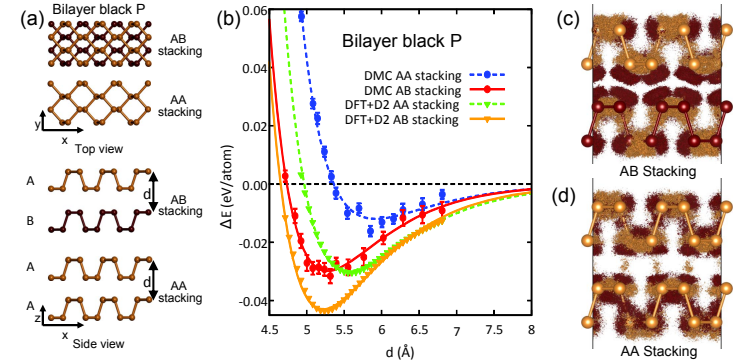 Bilayer black P
(a)
AB
stacking
AA
stacking
y
x
Top view
A
d
B
AB
stacking
A
d
A
AA
stacking
z
x
Side view
(b)
Bilayer black P
DMC AA stacking
DMC AB stacking
DFT+D2 AA stacking
DFT+D2 AB stacking
ΔE (eV/atom)
0.06
0.04
0.02
0.00
-0.02
-0.04
4.5 5 5.5 6 6.5 7 7.5 8
d (Å)
(c)
AB Stacking
(d)
AA Stacking